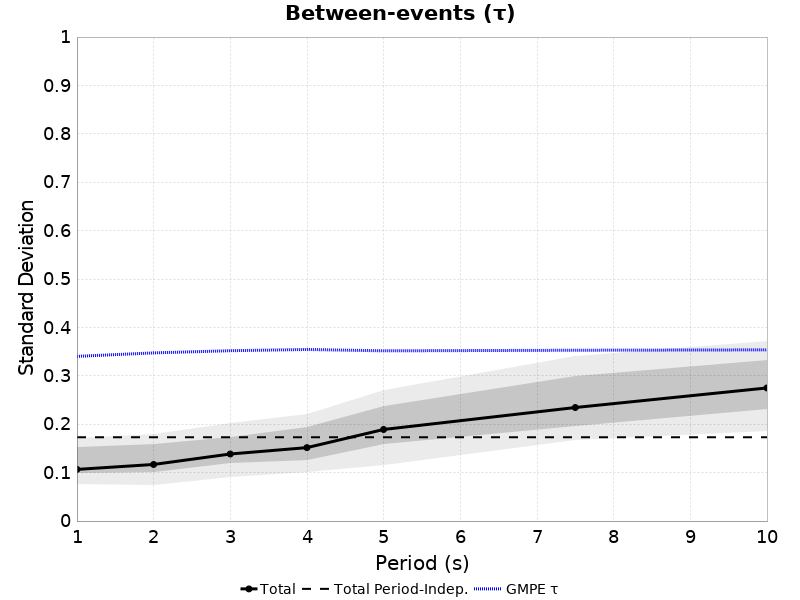 Between-events (τ)
1
0.9
0.8
0.7
0.6
0.5
0.4
0.3
0.2
0.1
0
Standard Deviation
1 2 3 4 5 6 7 8 9 10
Period (s)
Total Total Period-Indep. GMPE τ